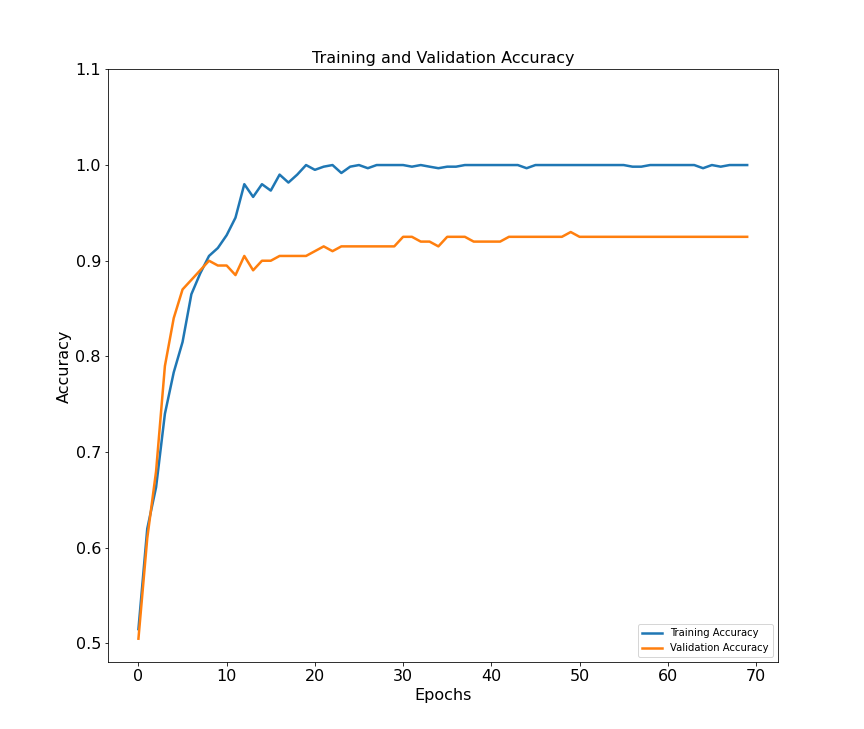 Training and Validation Accuracy
1.1
1.0
0.9
0.8
0.7
0.6
0.5
Accuracy
Training Accuracy
Validation Accuracy
0 10 20 30 40 50 60 70
Epochs